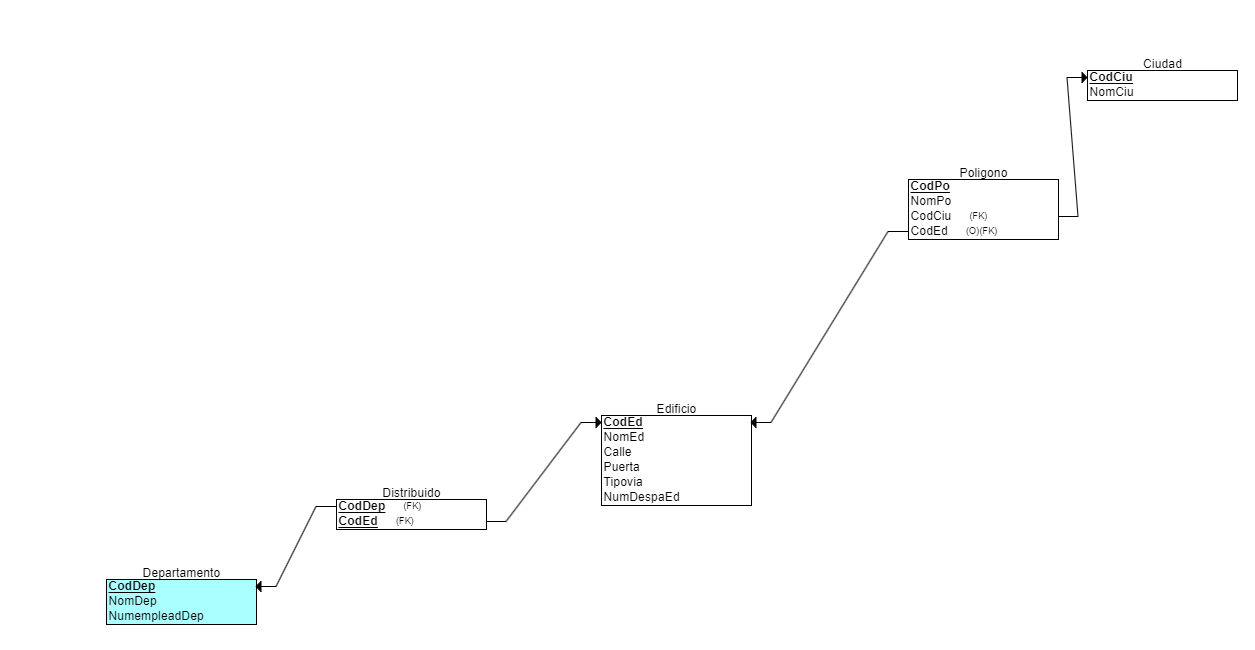 Ciudad
CodCiu
NomCiu
Poligono
CodPo
NomPo
CodCiu (FK)
CodEd (O)(FK)
Edificio
CodEd
NomEd
Calle
Puerta
Tipovia
NumDespaEd
Distribuido
CodDep (FK)
CodEd (FK)
Departamento
CodDep
NomDep
NumempleadDep